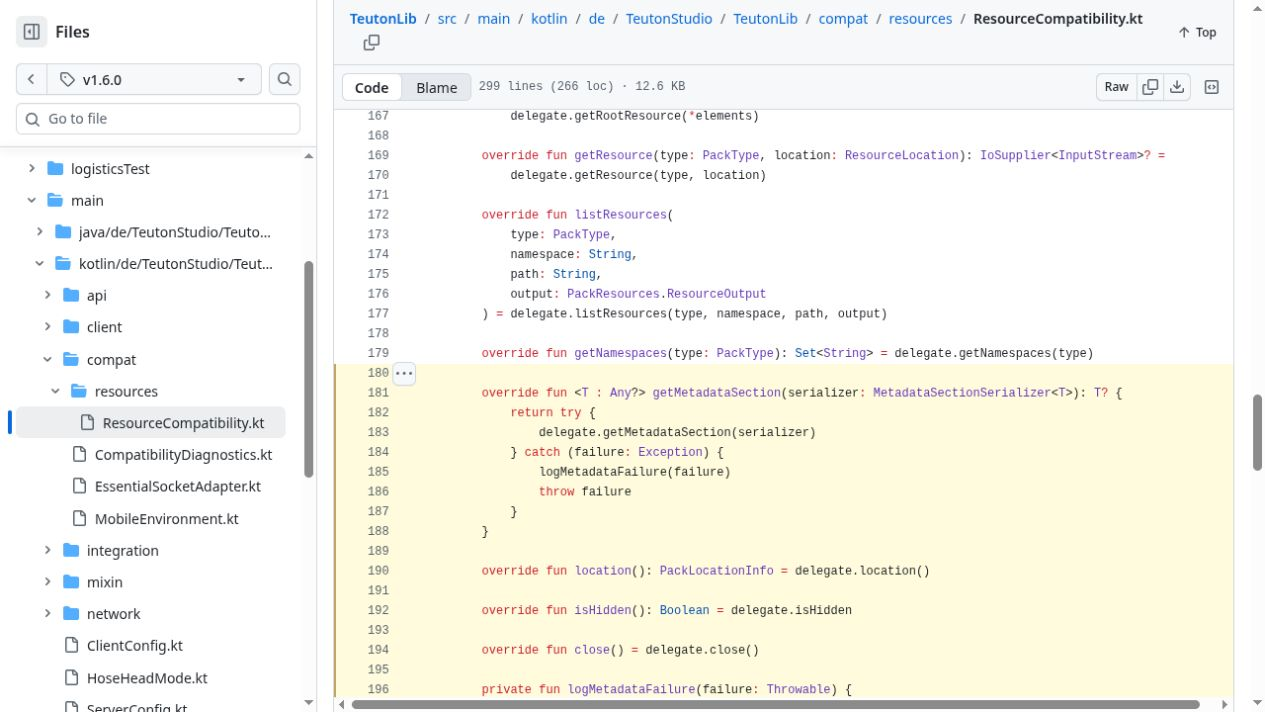 Files
v1.6.0
Go to file
logisticsTest
main
java/de/TeutonStudio/Teuto...
kotlin/de/TeutonStudio/Teut...
api
client
compat
resources
ResourceCompatibility.kt
CompatibilityDiagnostics.kt
EssentialSocketAdapter.kt
MobileEnvironment.kt
integration
mixin
network
ClientConfig.kt
HoseHeadMode.kt
ServerConfig.kt
TeutonLib / src / main / kotlin / de / TeutonStudio / TeutonLib / compat / resources / ResourceCompatibility.kt
Top
Code Blame 299 lines (266 loc) · 12.6 KB Raw
167 delegate.getRootResource(*elements)
168
169 override fun getResource(type: PackType, location: ResourceLocation): IoSupplier<InputStream>? =
170 delegate.getResource(type, location)
171
172 override fun listResources(
173 type: PackType,
174 namespace: String,
175 path: String,
176 output: PackResources.ResourceOutput
177 ) = delegate.listResources(type, namespace, path, output)
178
179 override fun getNamespaces(type: PackType): Set<String> = delegate.getNamespaces(type)
180
181 override fun <T : Any?> getMetadataSection(serializer: MetadataSectionSerializer<T>): T? {
182 return try {
183 delegate.getMetadataSection(serializer)
184 } catch (failure: Exception) {
185 logMetadataFailure(failure)
186 throw failure
187 }
188 }
189
190 override fun location(): PackLocationInfo = delegate.location()
191
192 override fun isHidden(): Boolean = delegate.isHidden
193
194 override fun close() = delegate.close()
195
196 private fun logMetadataFailure(failure: Throwable) {